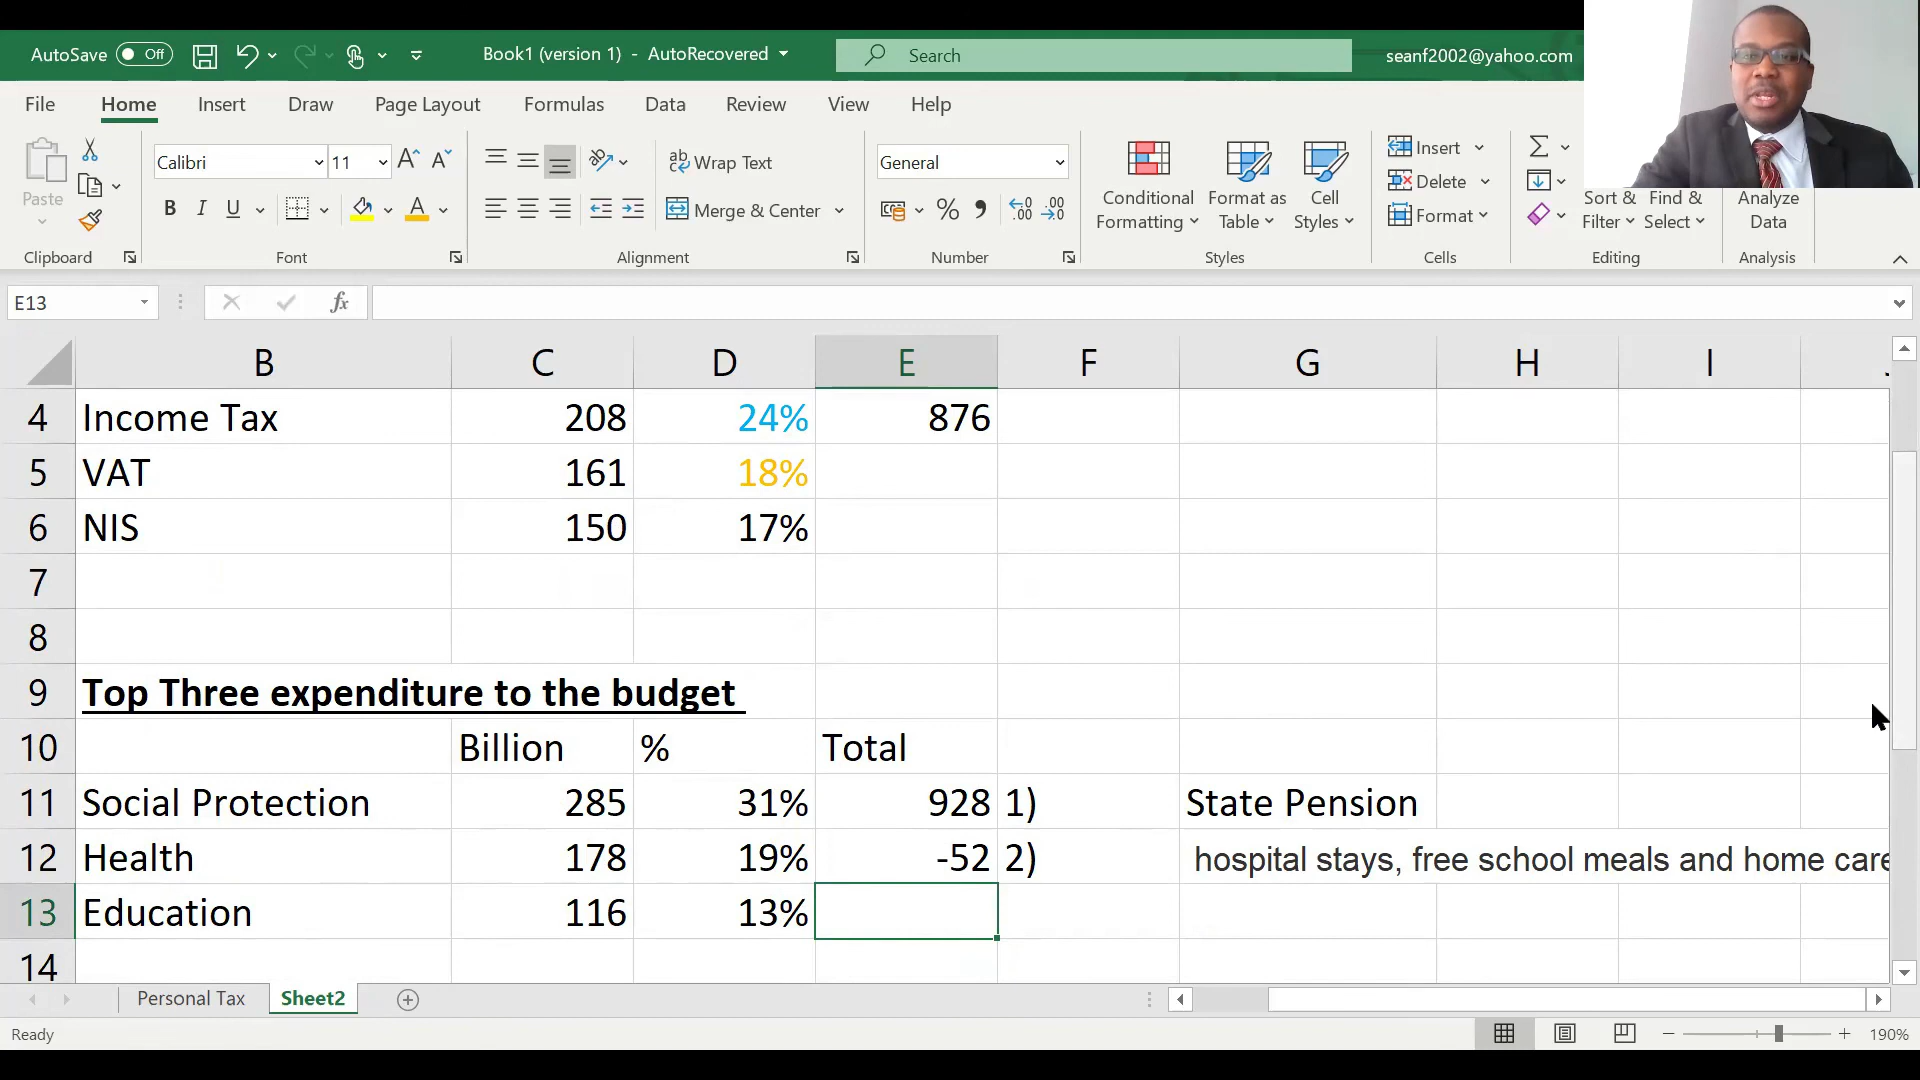 AutoSave Off Book1 (version 1) - AutoRecovered Search seanf2002@yahoo.com
File Home Insert Draw Page Layout Formulas Data Review View Help
Paste
Calibri 11
B I U A
ab Wrap Text
Merge & Center
General
% 9
Conditional Formatting
Format as Table
Cell Styles
Insert
Delete
Format
Sort & Filter
Find & Select
Analyze Data
Clipboard Font Alignment Number Styles Cells Editing Analysis
E13 fx
B C D E F G H I
4 Income Tax 208 24% 876
5 VAT 161 18%
6 NIS 150 17%
7
8
9 Top Three expenditure to the budget
10 Billion % Total
11 Social Protection 285 31% 928 1) State Pension
12 Health 178 19% -52 2) hospital stays, free school meals and home care
13 Education 116 13%
14
Personal Tax Sheet2
Ready 190%